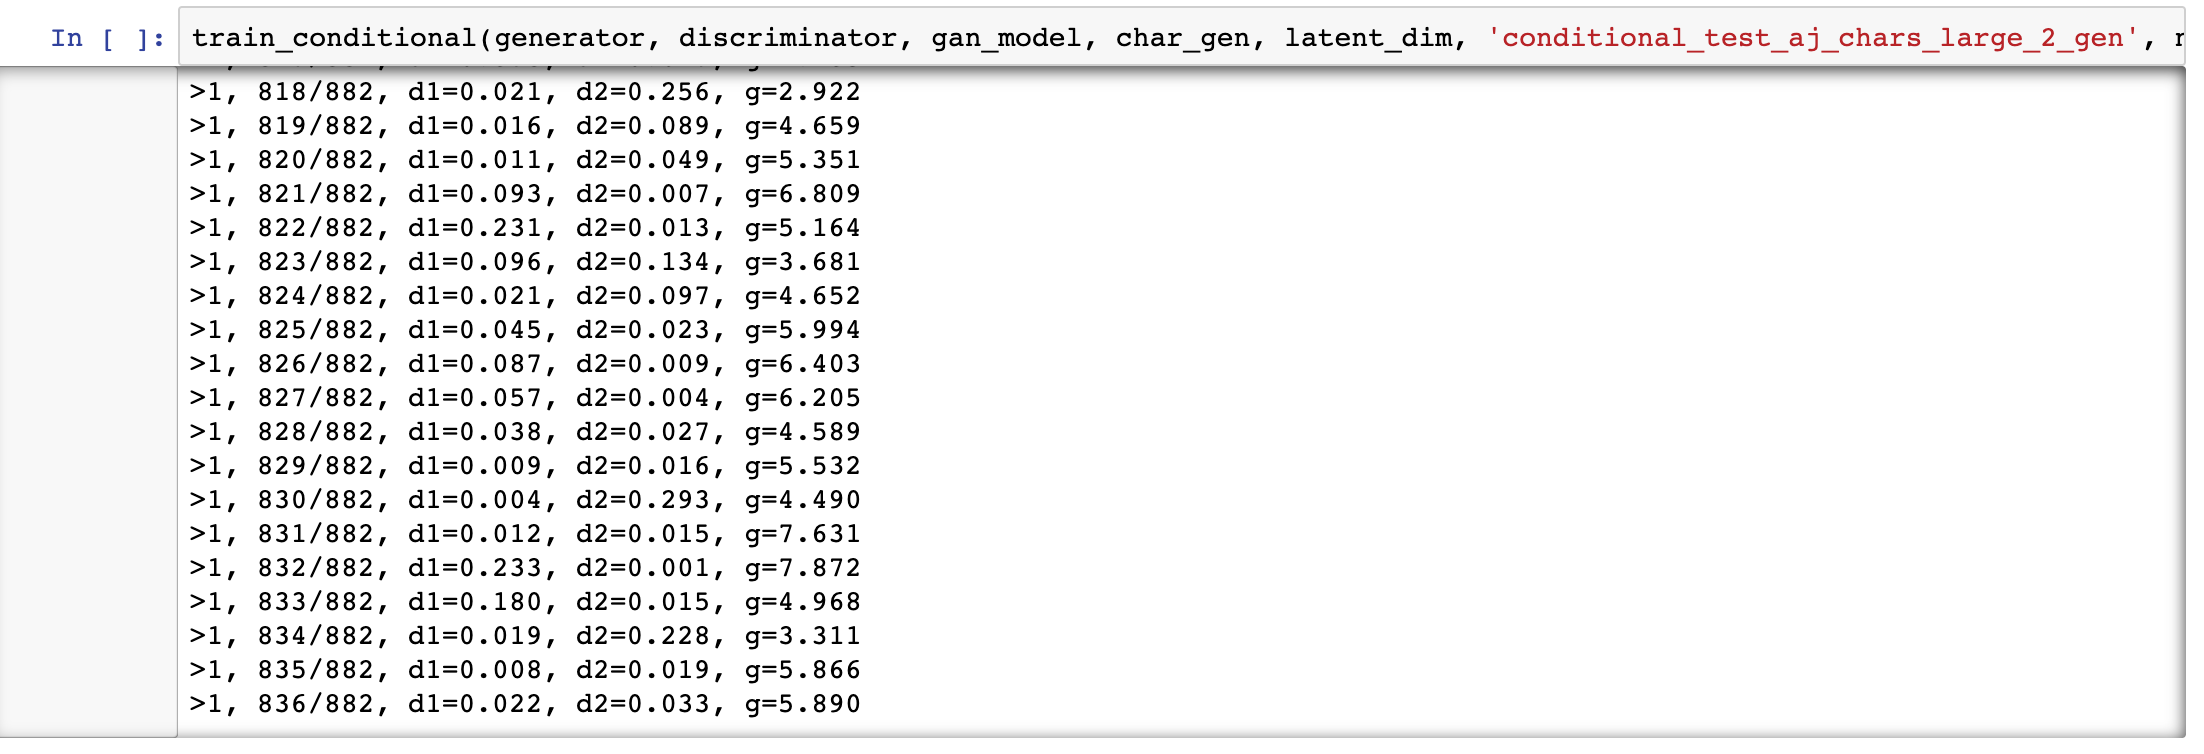 In [ ]: train_conditional(generator, discriminator, gan_model, char_gen, latent_dim, 'conditional_test_aj_chars_large_2_gen',
>1, 818/882, d1=0.021, d2=0.256, g=2.922
>1, 819/882, d1=0.016, d2=0.089, g=4.659
>1, 820/882, d1=0.011, d2=0.049, g=5.351
>1, 821/882, d1=0.093, d2=0.007, g=6.809
>1, 822/882, d1=0.231, d2=0.013, g=5.164
>1, 823/882, d1=0.096, d2=0.134, g=3.681
>1, 824/882, d1=0.021, d2=0.097, g=4.652
>1, 825/882, d1=0.045, d2=0.023, g=5.994
>1, 826/882, d1=0.087, d2=0.009, g=6.403
>1, 827/882, d1=0.057, d2=0.004, g=6.205
>1, 828/882, d1=0.038, d2=0.027, g=4.589
>1, 829/882, d1=0.009, d2=0.016, g=5.532
>1, 830/882, d1=0.004, d2=0.293, g=4.490
>1, 831/882, d1=0.012, d2=0.015, g=7.631
>1, 832/882, d1=0.233, d2=0.001, g=7.872
>1, 833/882, d1=0.180, d2=0.015, g=4.968
>1, 834/882, d1=0.019, d2=0.228, g=3.311
>1, 835/882, d1=0.008, d2=0.019, g=5.866
>1, 836/882, d1=0.022, d2=0.033, g=5.890